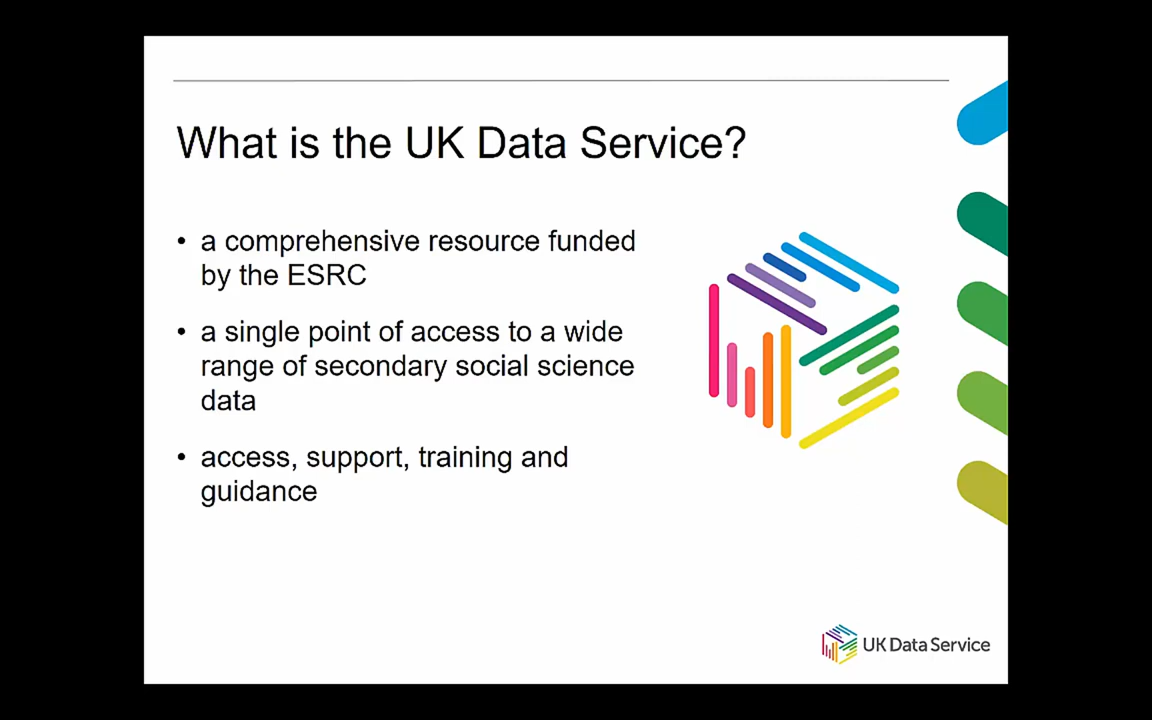 What is the UK Data Service?
• a comprehensive resource funded
by the ESRC
• a single point of access to a wide
range of secondary social science
data
• access, support, training and
guidance
UK Data Service